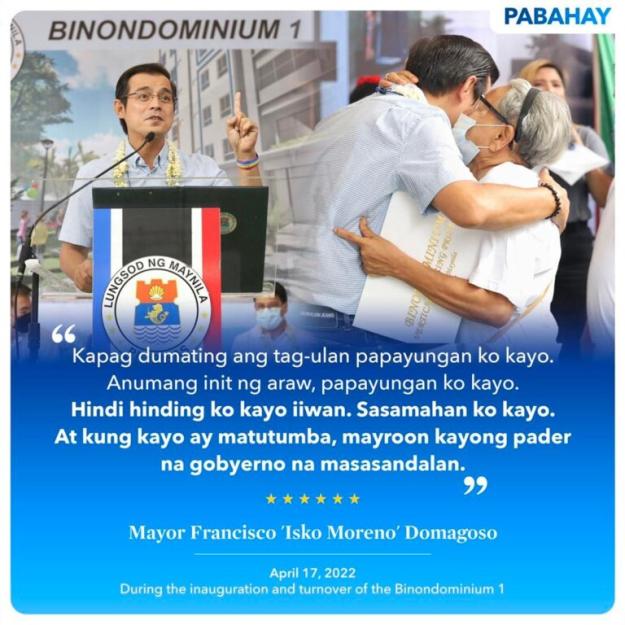 PABAHAY
BINONDOMINIUM 1
LUNGSOD NG MAYNILA
“
Kapag dumating ang tag-ulan papayungan ko kayo.
Anumang init ng araw, papayungan ko kayo.
Hindi hinding ko kayo iiwan. Sasamahan ko kayo.
At kung kayo ay matutumba, mayroon kayong pader
na gobyerno na masasandalan.
”
Mayor Francisco 'Isko Moreno' Domagoso
April 17, 2022
During the inauguration and turnover of the Binondominium 1